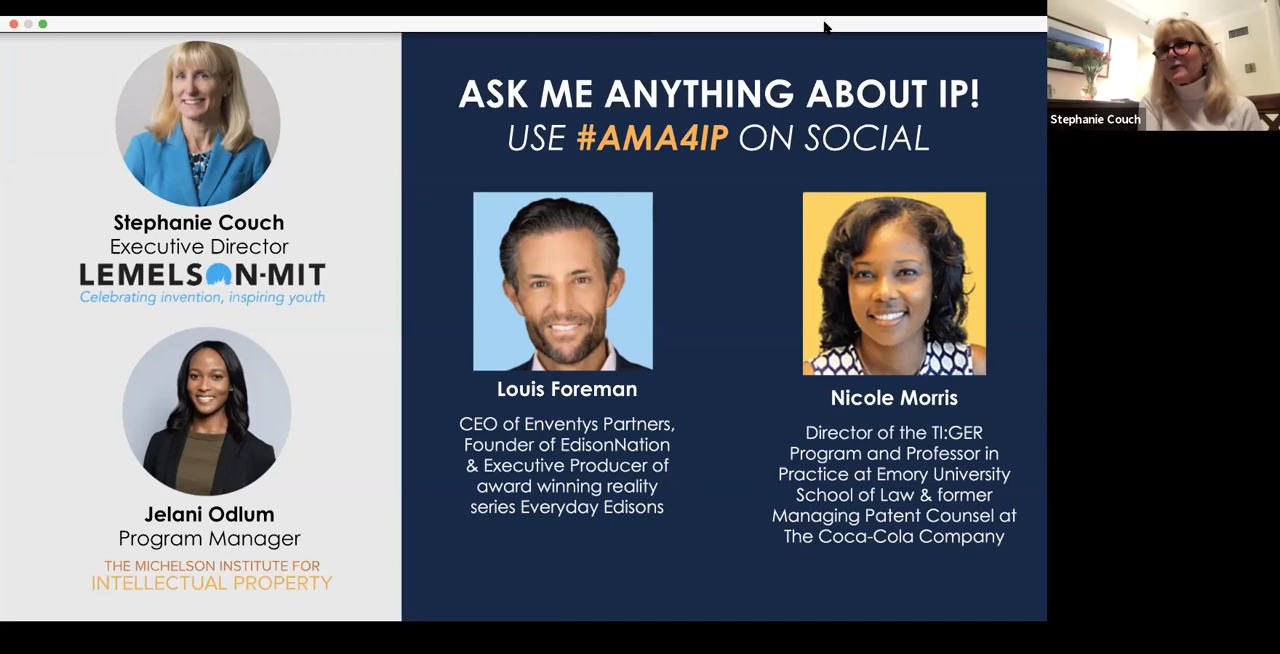 Stephanie Couch
Executive Director
LEMELSON-MIT
Celebrating invention, inspiring youth
Jelani Odlum
Program Manager
THE MICHELSON INSTITUTE FOR
INTELLECTUAL PROPERTY
ASK ME ANYTHING ABOUT IP!
USE #AMA4IP ON SOCIAL
Louis Foreman
CEO of Enventys Partners,
Founder of EdisonNation
& Executive Producer of
award winning reality
series Everyday Edisons
Nicole Morris
Director of the TI:GER
Program and Professor in
Practice at Emory University
School of Law & former
Managing Patent Counsel at
The Coca-Cola Company
Stephanie Couch